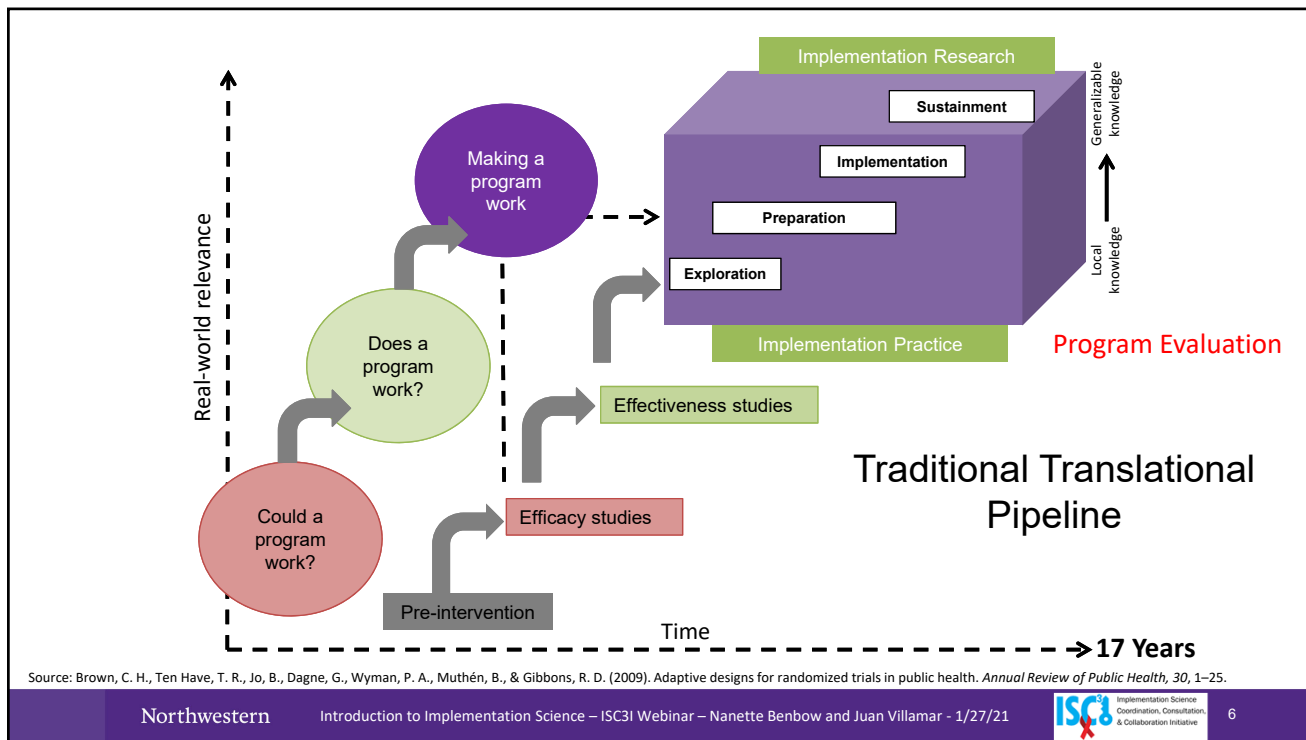 Implementation Research
Sustainment
Implementation
Preparation
Exploration
Implementation Practice
Generalizable
knowledge
Local
knowledge
Program Evaluation
Making a
program
work
Does a
program
work?
Could a
program
work?
Real-world relevance
Effectiveness studies
Efficacy studies
Pre-intervention
Traditional Translational
Pipeline
Time
17 Years
Source: Brown, C. H., Ten Have, T. R., Jo, B., Dagne, G., Wyman, P. A., Muthén, B., & Gibbons, R. D. (2009). Adaptive designs for randomized trials in public health. Annual Review of Public Health, 30, 1–25.
Northwestern
Introduction to Implementation Science – ISC3I Webinar – Nanette Benbow and Juan Villamar - 1/27/21
ISC3I
Implementation Science
Coordination, Consultation,
& Collaboration Initiative
6